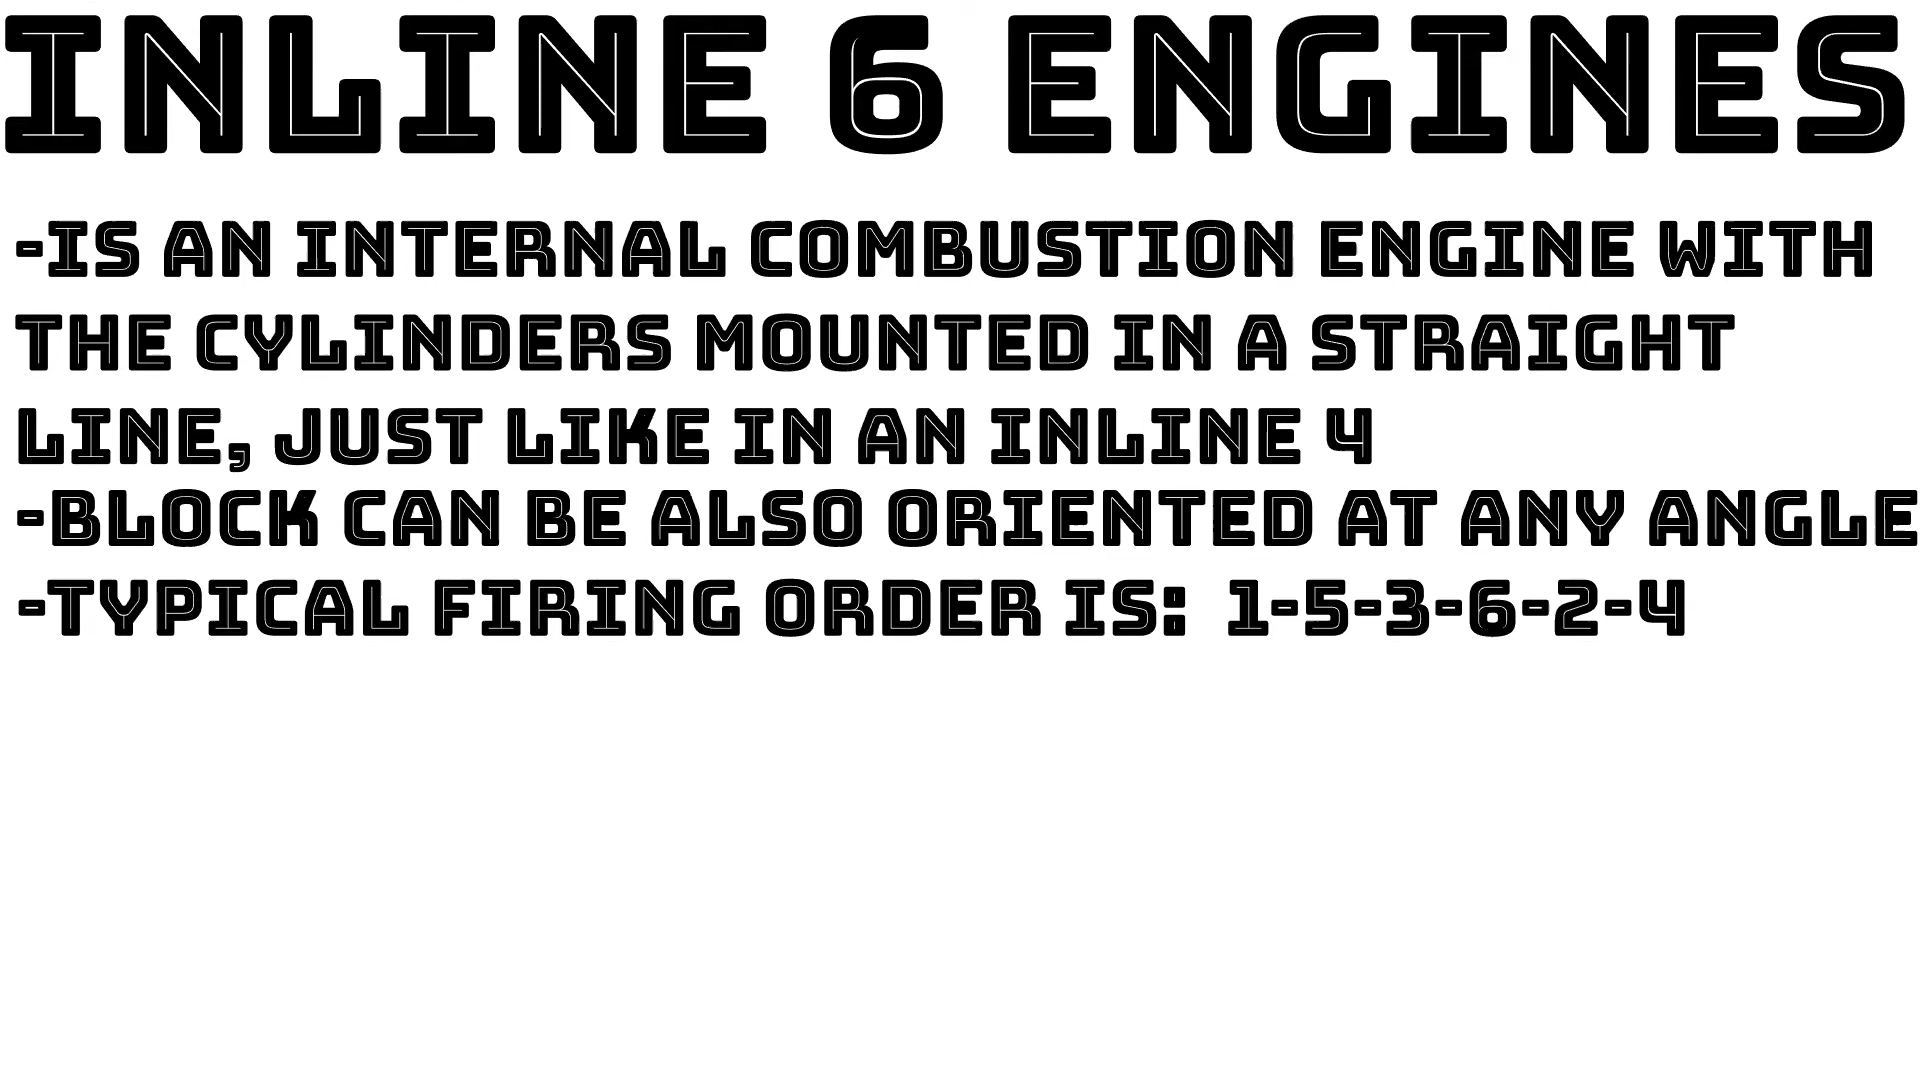 INLINE 6 ENGINES
-IS AN INTERNAL COMBUSTION ENGINE WITH
THE CYLINDERS MOUNTED IN A STRAIGHT
LINE, JUST LIKE IN AN INLINE 4
-BLOCK CAN BE ALSO ORIENTED AT ANY ANGLE
-TYPICAL FIRING ORDER IS:  1-5-3-6-2-4